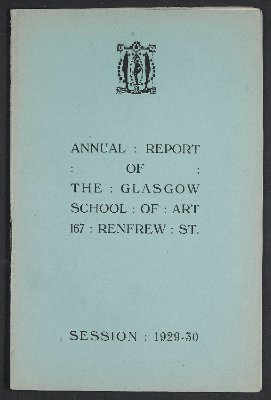 ANNUAL : REPORT
: OF :
THE : GLASGOW
SCHOOL : OF : ART
167 : RENFREW : ST.
SESSION : 1929-30